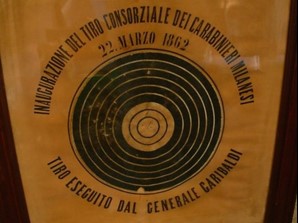 INAUGURAZIONE DEL TIRO CONSORZIALE DEI CARABINIERI MILANESI
22. MARZO 1862
TIRO ESEGUITO DAL GENERALE GARIBALDI